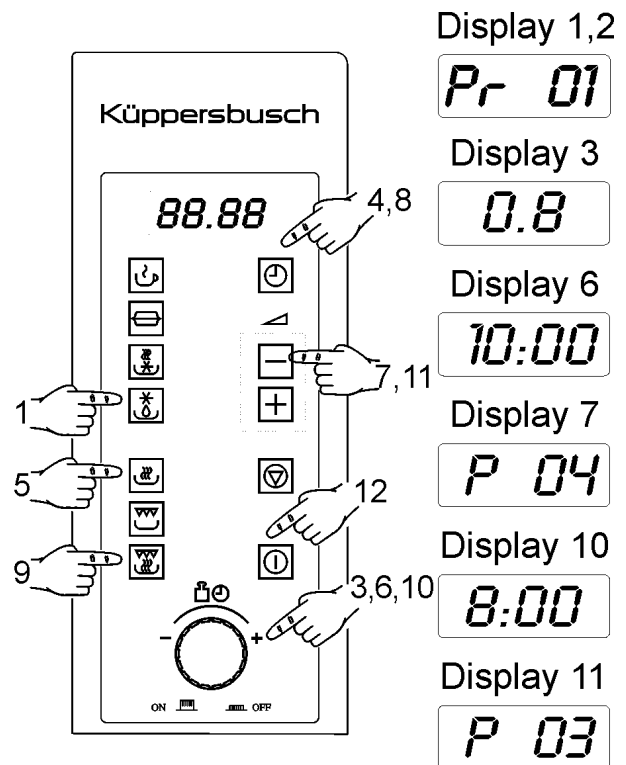 Küppersbusch
88.88
4,8
7,11
1
5
12
9
3,6,10
- +
ON OFF
Display 1,2
Pr 01
Display 3
0.8
Display 6
10:00
Display 7
P 04
Display 10
8:00
Display 11
P 03